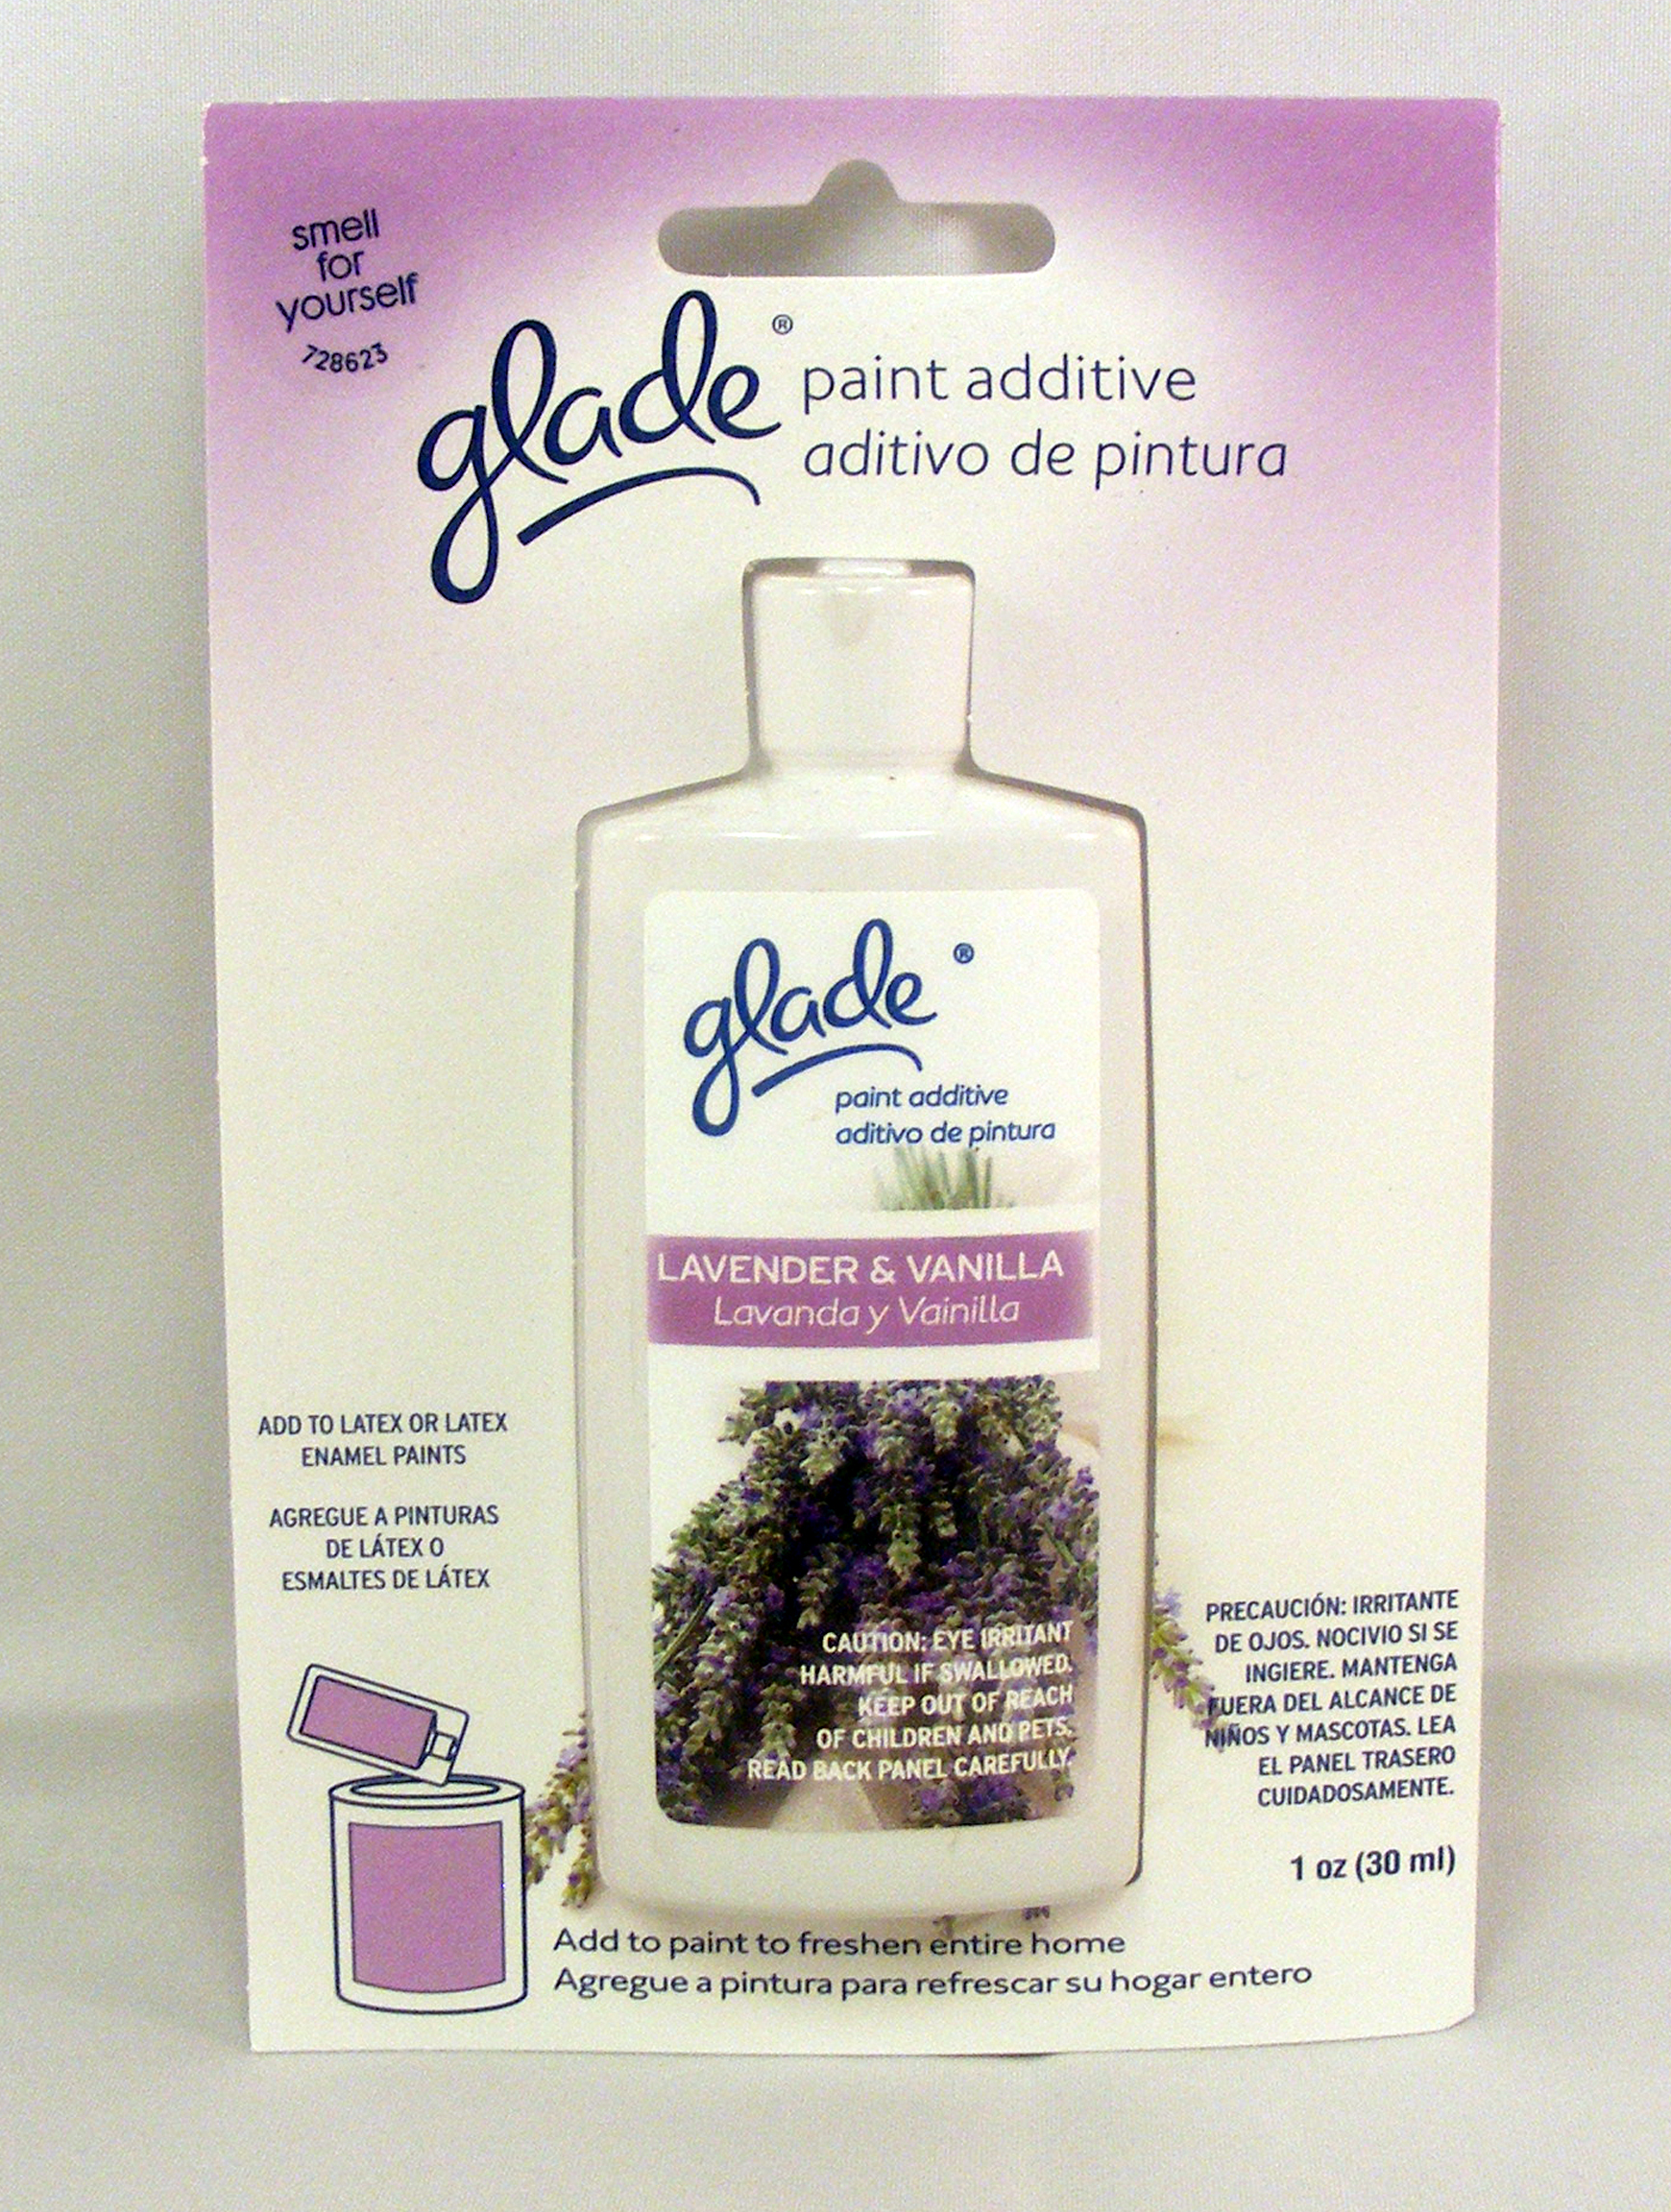 smell
for
yourself
728623
glade®
paint additive
aditivo de pintura
glade®
paint additive
aditivo de pintura
LAVENDER & VANILLA
Lavanda y Vainilla
ADD TO LATEX OR LATEX
ENAMEL PAINTS
AGREGUE A PINTURAS
DE LÁTEX O
ESMALTES DE LÁTEX
CAUTION: EYE IRRITANT
HARMFUL IF SWALLOWED.
KEEP OUT OF REACH
OF CHILDREN AND PETS.
READ BACK PANEL CAREFULLY.
PRECAUCIÓN: IRRITANTE
DE OJOS. NOCIVO SI SE
INGIERE. MANTENGA
FUERA DEL ALCANCE DE
NIÑOS Y MASCOTAS. LEA
EL PANEL TRASERO
CUIDADOSAMENTE.
1 oz (30 ml)
Add to paint to freshen entire home
Agregue a pintura para refrescar su hogar entero